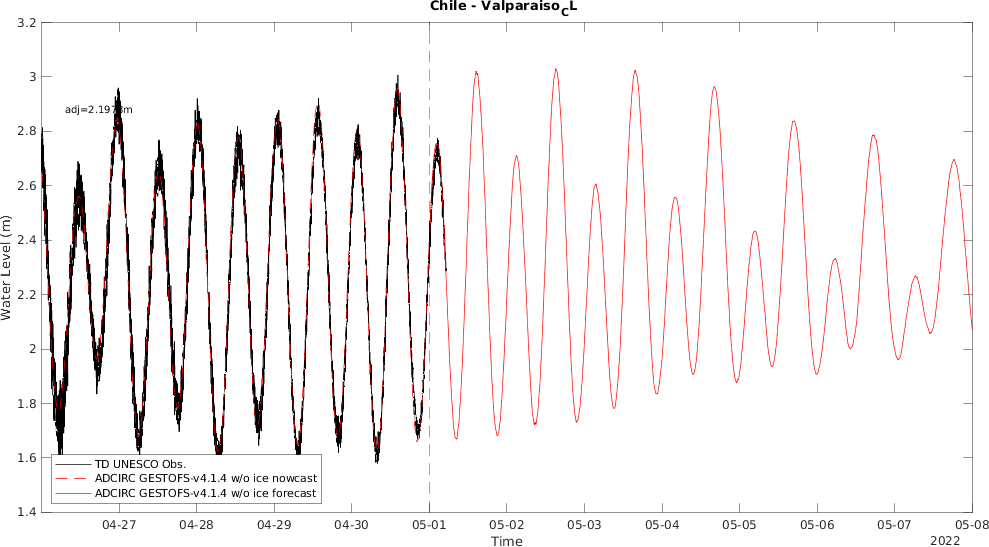 Chile - Valparaiso_CL
3.2
3
2.8
2.6
2.4
2.2
2
1.8
1.6
1.4
Water Level (m)
TD UNESCO Obs.
ADCIRC GESTOFS-v4.1.4 w/o ice nowcast
ADCIRC GESTOFS-v4.1.4 w/o ice forecast
04-27 04-28 04-29 04-30 05-01 05-02 05-03 05-04 05-05 05-06 05-07 05-08
Time
2022